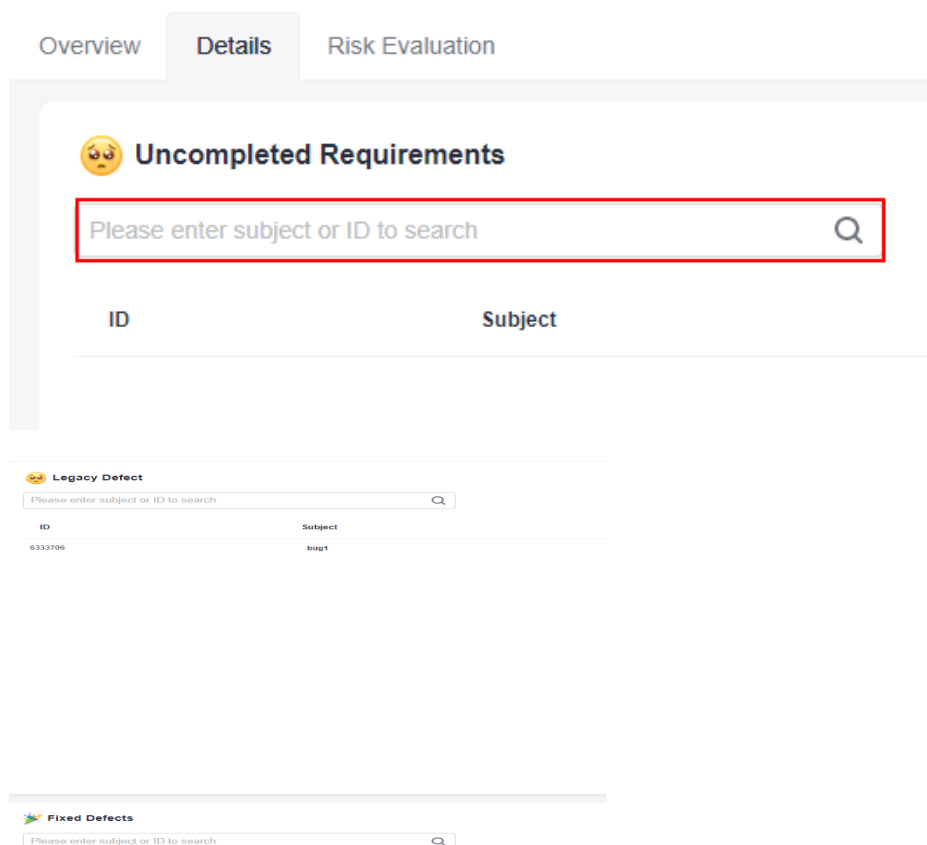 Overview Details Risk Evaluation
Uncompleted Requirements
Please enter subject or ID to search
ID Subject
Legacy Defect
Please enter subject or ID to search
ID Subject
6333706 bug1
Fixed Defects
Please enter subject or ID to search